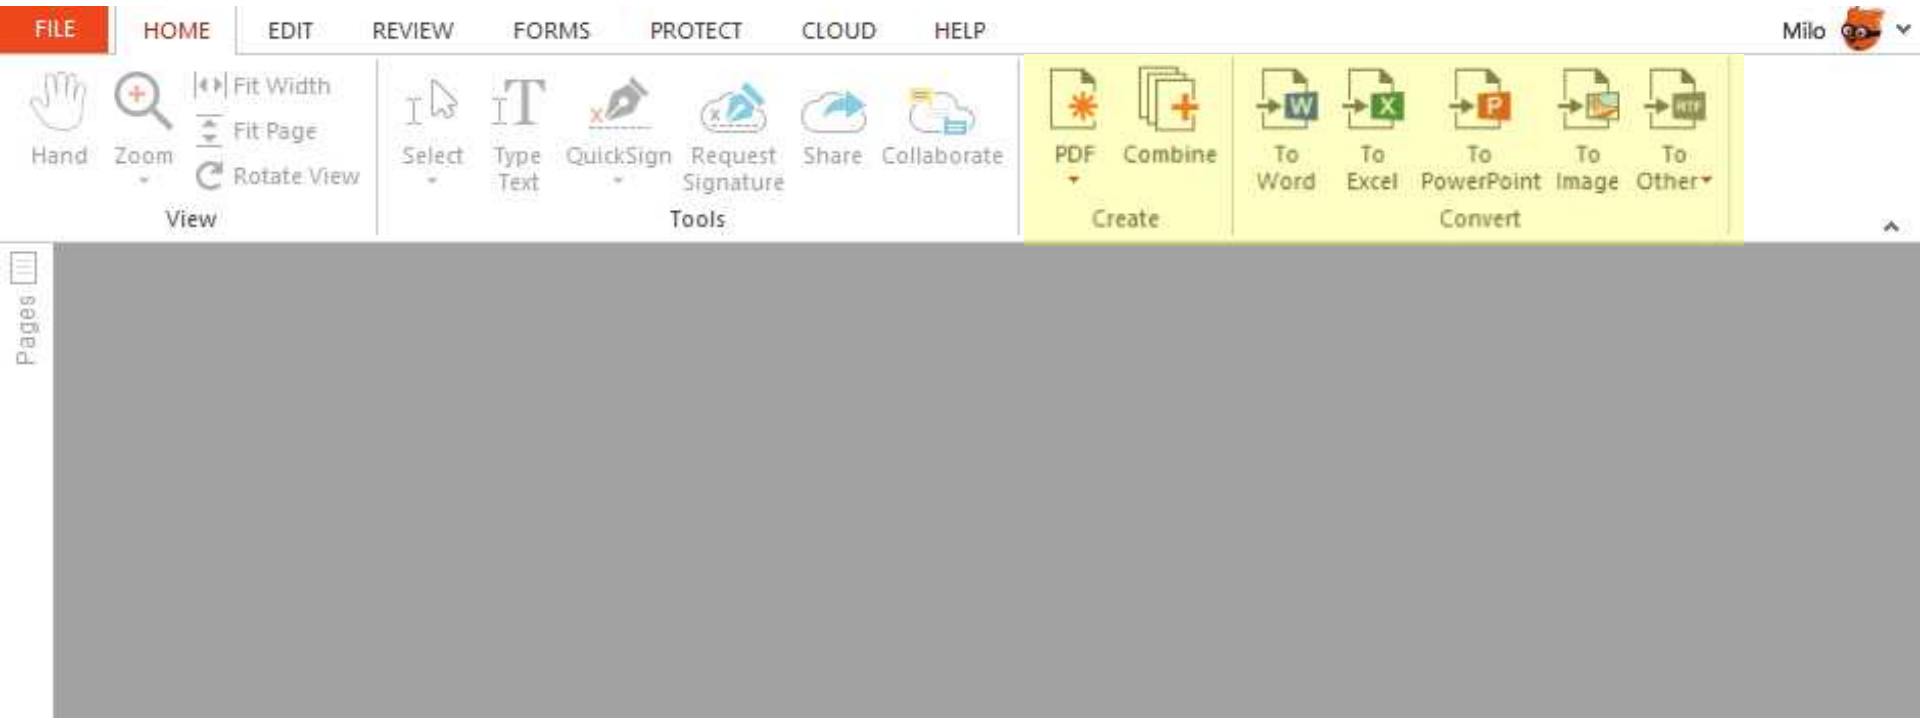 FILE HOME EDIT REVIEW FORMS PROTECT CLOUD HELP Milo
Fit Width
Fit Page
Rotate View
Hand Zoom Select Type Text QuickSign Request Signature Share Collaborate PDF Combine To Word To Excel To PowerPoint To Image To Other
View Tools Create Convert
W X P RTF
Pages